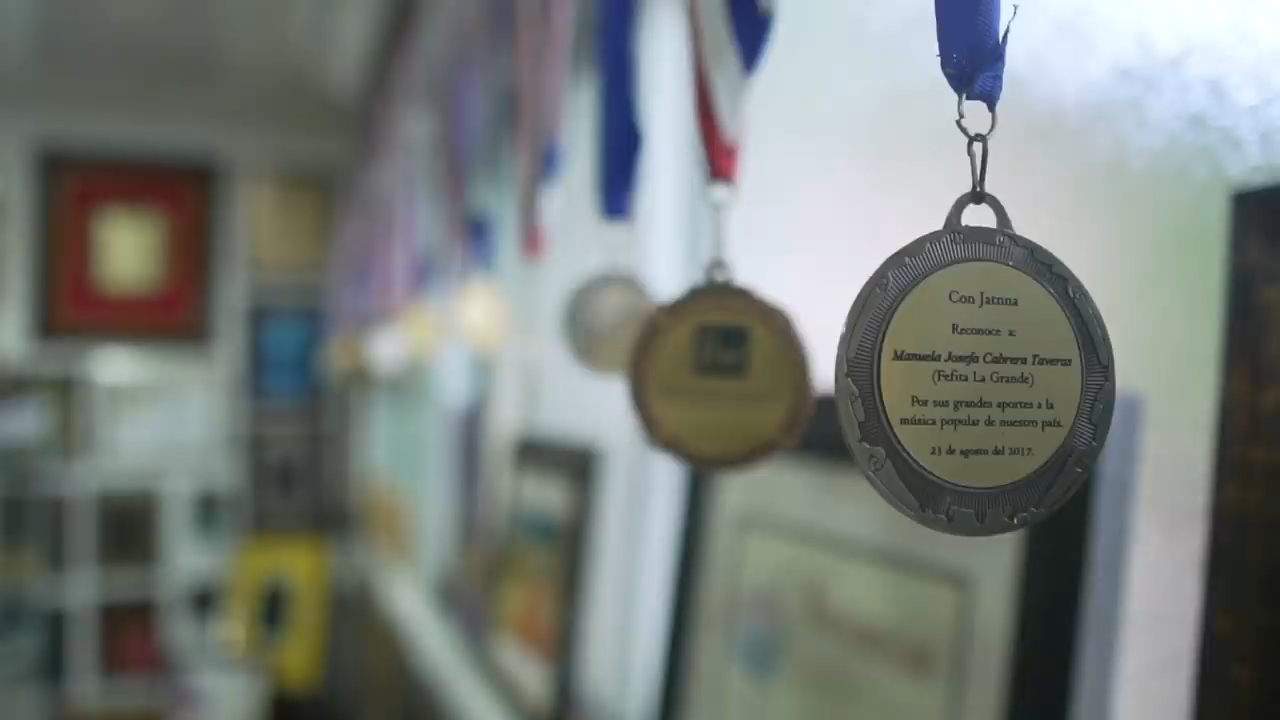 Con Jatnna
Reconoce a:
Manuela Josefa Cabrera Taveras
(Fefita La Grande)
Por sus grandes aportes a la
música popular de nuestro país.
23 de agosto del 2017.